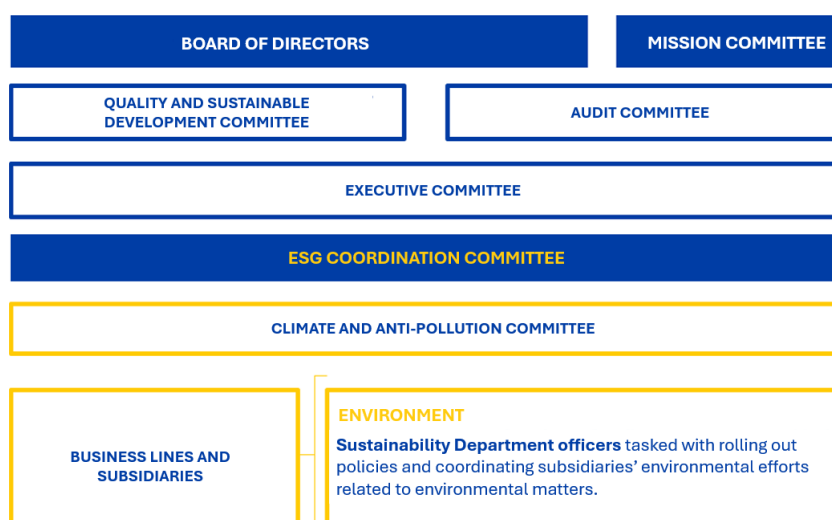 BOARD OF DIRECTORS
MISSION COMMITTEE
QUALITY AND SUSTAINABLE
DEVELOPMENT COMMITTEE
AUDIT COMMITTEE
EXECUTIVE COMMITTEE
ESG COORDINATION COMMITTEE
CLIMATE AND ANTI-POLLUTION COMMITTEE
BUSINESS LINES AND
SUBSIDIARIES
ENVIRONMENT
Sustainability Department officers tasked with rolling out
policies and coordinating subsidiaries’ environmental efforts
related to environmental matters.